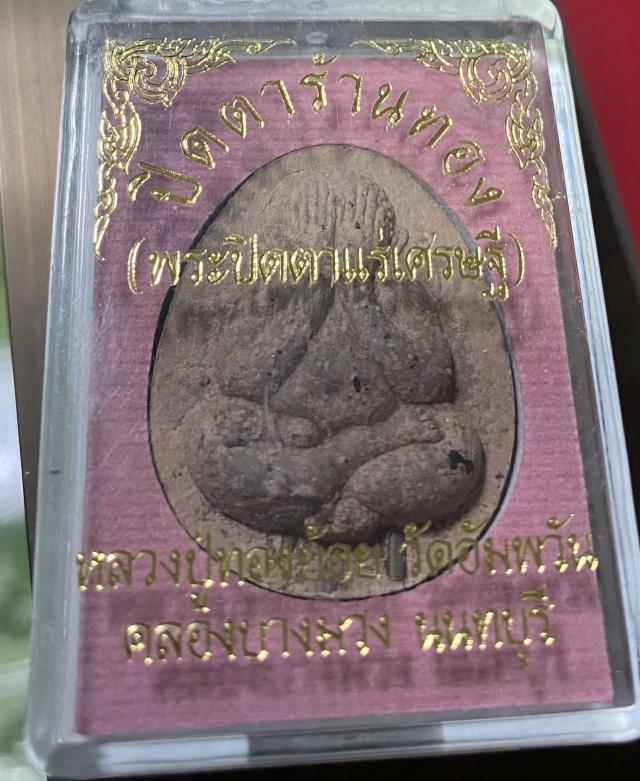 ปิดตาร้านทอง
(พระปิดตาแร่เศรษฐี)
หลวงปู่ทองย้อย วัดอัมพวัน
คลองบางม่วง นนทบุรี